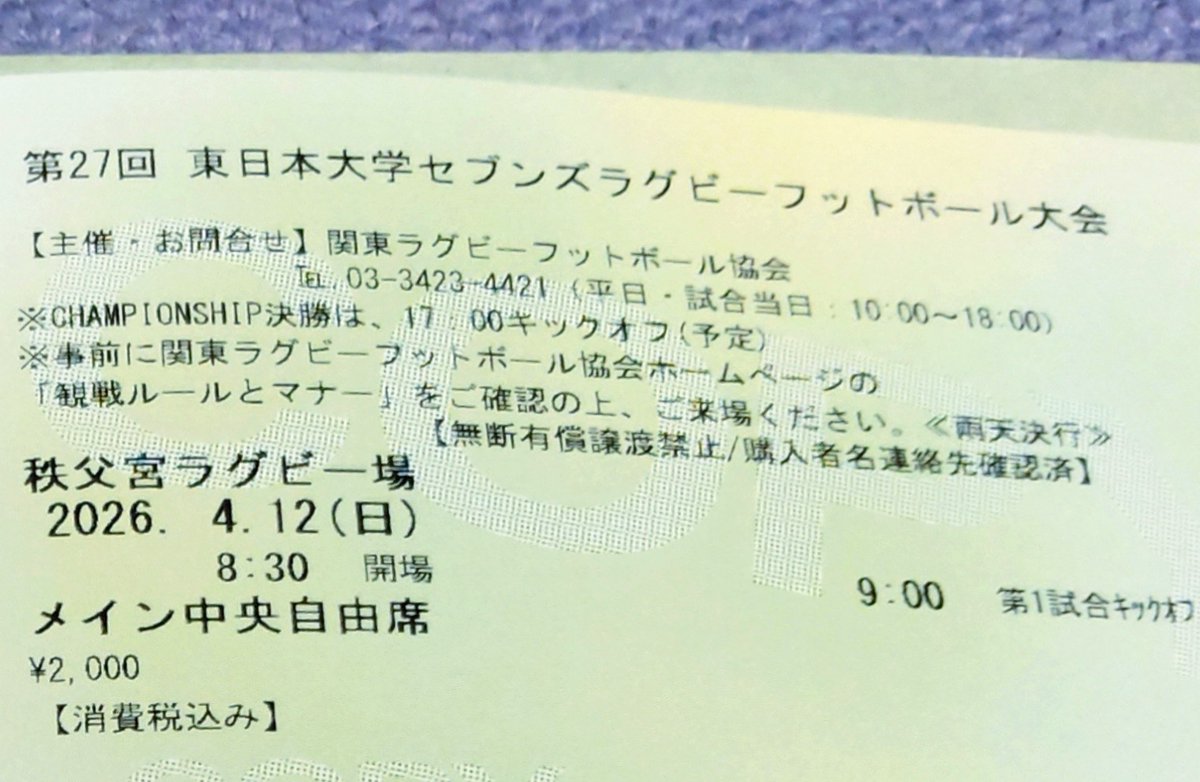 第27回 東日本大学セブンズラグビーフットボール大会
【主催・お問合せ】関東ラグビーフットボール協会
℡.03-3423-4421 (平日・試合当日:10:00～18:00)
※CHAMPIONSHIP決勝は、17:00キックオフ(予定)
※事前に関東ラグビーフットボール協会ホームページの
「観戦ルールとマナー」をご確認の上、ご来場ください。≪雨天決行≫
【無断有償譲渡禁止/購入者名連絡先確認済】
秩父宮ラグビー場
2026. 4.12(日)
8:30 開場 9:00 第1試合キックオフ
メイン中央自由席
¥2,000
【消費税込み】
COPY
COPY